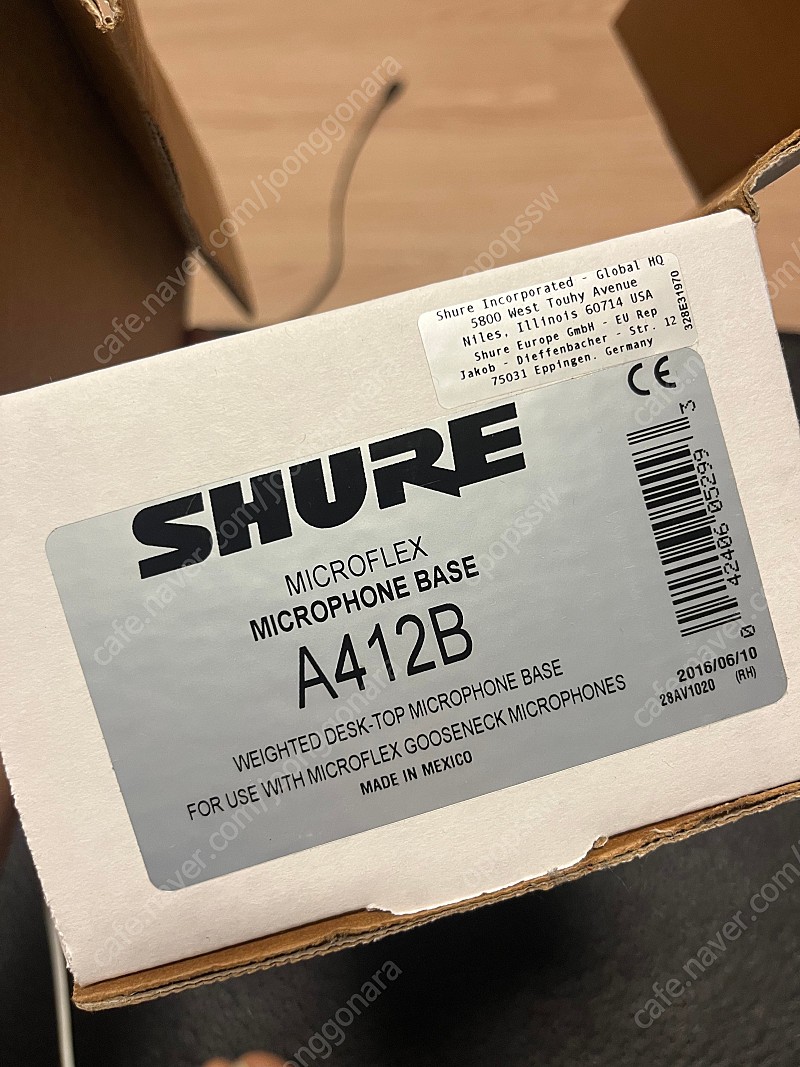 Shure Incorporated - Global HQ
5800 West Touhy Avenue
Niles, Illinois 60714 USA
Shure Europe GmbH - EU Rep
Jakob - Dieffenbacher - Str. 12
75031 Eppingen. Germany
328E31970
CE
SHURE
MICROFLEX
MICROPHONE BASE
A412B
WEIGHTED DESK-TOP MICROPHONE BASE
FOR USE WITH MICROFLEX GOOSENECK MICROPHONES
MADE IN MEXICO
42406 05299 3
2016/06/10
28AV1020 (RH)
cafe.naver.com/joonggonara
popopssw